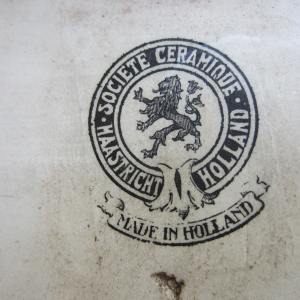 SOCIETE CERAMIQUE
MAASTRICHT HOLLAND
MADE IN HOLLAND